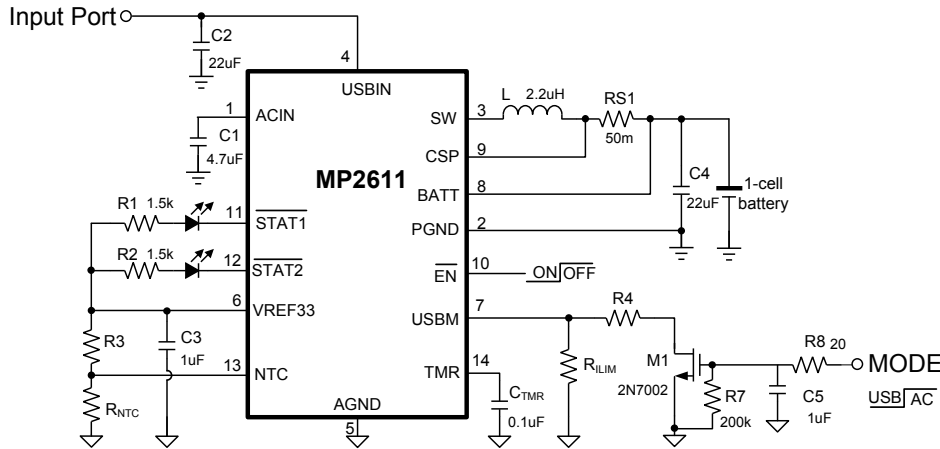 Input Port
C2
22uF
4
USBIN
1
ACIN
C1
4.7uF
MP2611
SW
3
L
2.2uH
RS1
50m
CSP
9
BATT
8
C4
22uF
1-cell
battery
R1 1.5k
11
STAT1
PGND
2
R2 1.5k
12
STAT2
EN
10
ON OFF
6
VREF33
USBM
7
R4
R3
C3
1uF
13
NTC
TMR
14
RILIM
M1
2N7002
R8 20
MODE
USB AC
R7
200k
C5
1uF
RNTC
CTMR
0.1uF
AGND
5